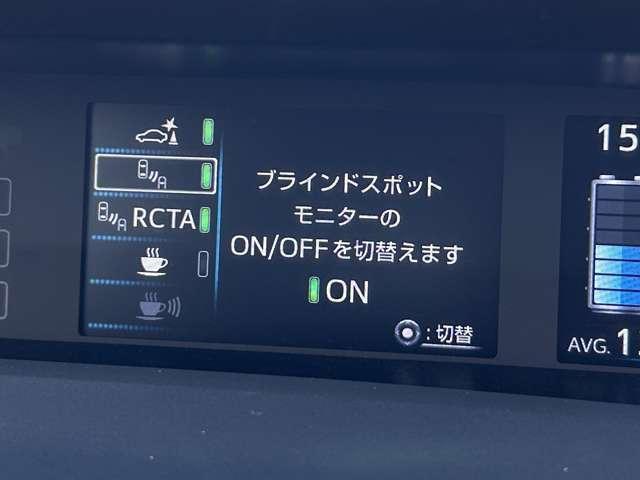 A
A RCTA
ブラインドスポット
モニターの
ON/OFFを切替えます
ON
:切替
15
AVG. 1